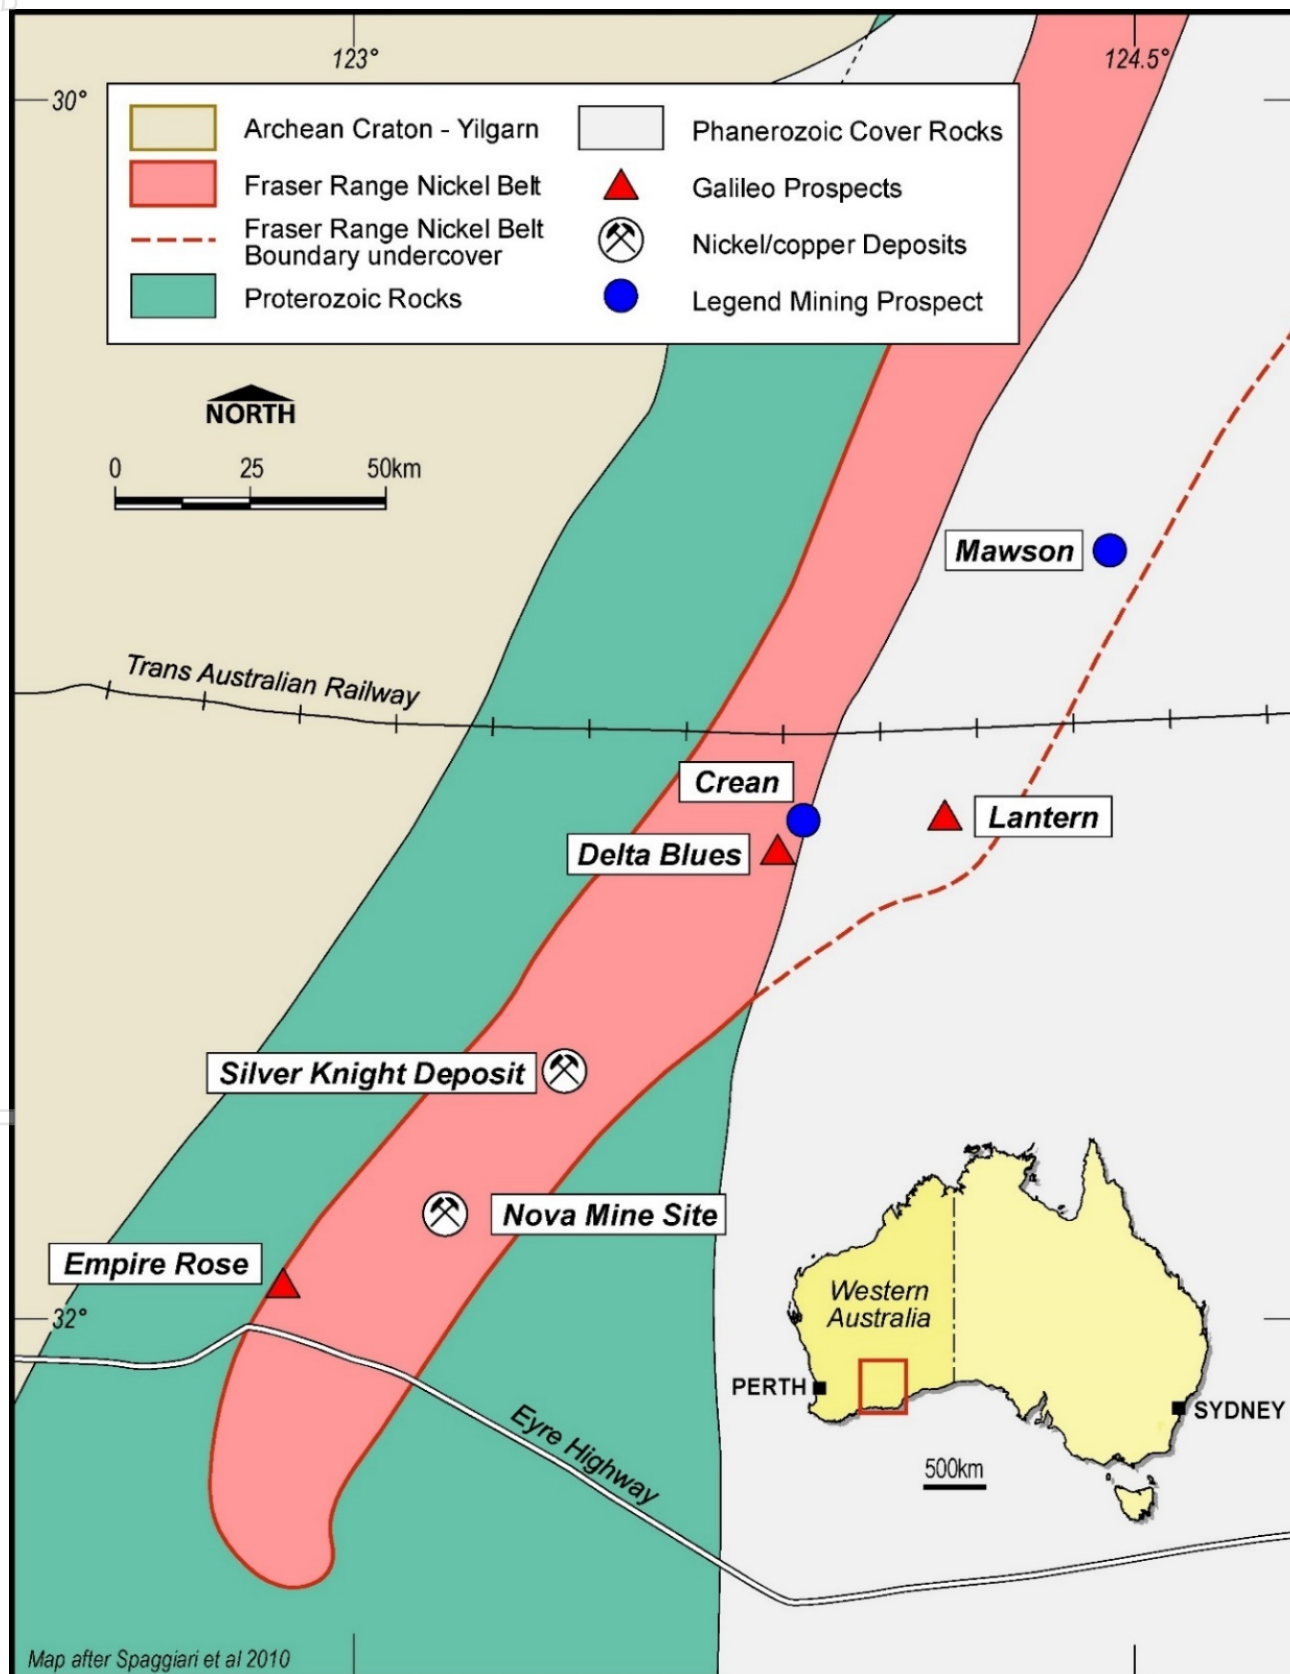 123°
124.5°
30°
Archean Craton - Yilgarn
Fraser Range Nickel Belt
Fraser Range Nickel Belt
Boundary undercover
Proterozoic Rocks
Phanerozoic Cover Rocks
Galileo Prospects
Nickel/copper Deposits
Legend Mining Prospect
NORTH
0 25 50km
Mawson
Trans Australian Railway
Crean
Lantern
Delta Blues
Silver Knight Deposit
Nova Mine Site
Empire Rose
32°
Western
Australia
PERTH
SYDNEY
500km
Eyre Highway
Map after Spaggiari et al 2010